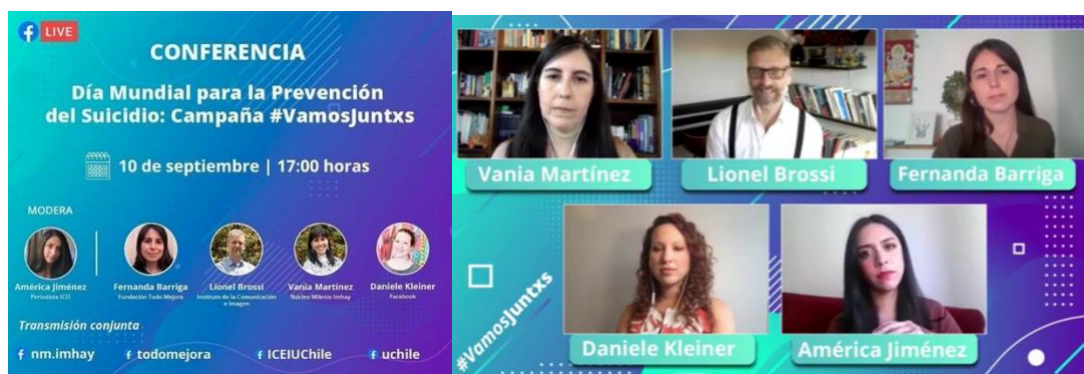 LIVE
CONFERENCIA
Día Mundial para la Prevención
del Suicidio: Campaña #VamosJuntxs
10 de septiembre | 17:00 horas
MODERA
América Jiménez
Periodista ICEI
Fernanda Barriga
Fundación Todo Mejora
Lionel Brossi
Instituto de la Comunicación
e Imagen
Vania Martínez
Núcleo Milenio Imhay
Daniele Kleiner
Facebook
Transmisión conjunta
nm.imhay
todomejora
ICEIUChile
uchile
Vania Martínez
Lionel Brossi
Fernanda Barriga
#VamosJuntxs
Daniele Kleiner
América Jiménez